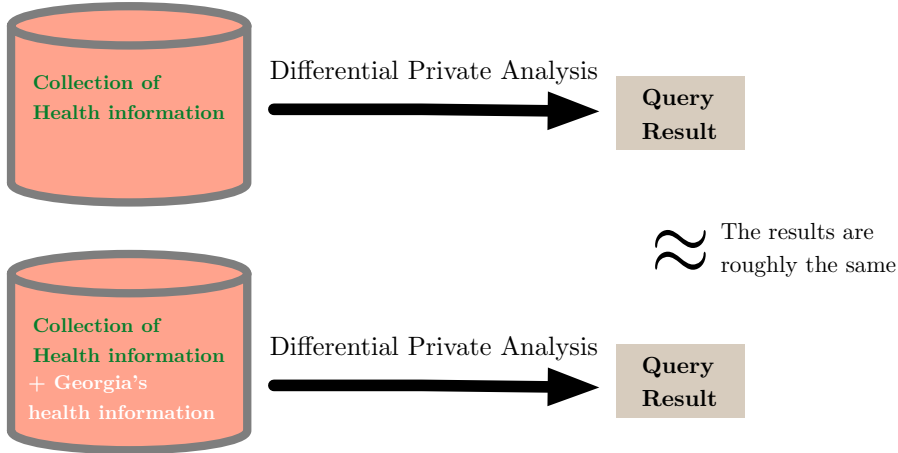 Collection of
Health information
Differential Private Analysis
Query
Result
≈ The results are
roughly the same
Collection of
Health information
+ Georgia's
health information
Differential Private Analysis
Query
Result